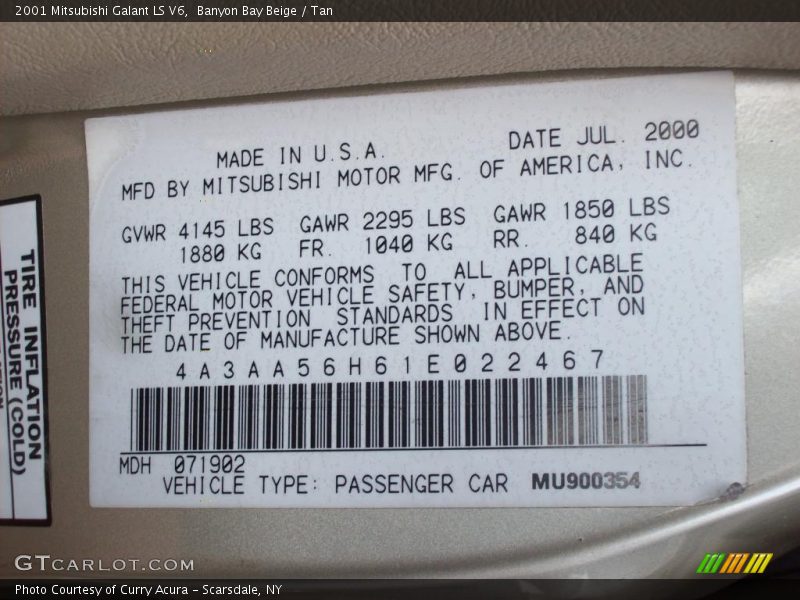 2001 Mitsubishi Galant LS V6,  Banyon Bay Beige / Tan
MADE IN U.S.A.  DATE JUL. 2000
MFD BY MITSUBISHI MOTOR MFG. OF AMERICA, INC.
GVWR 4145 LBS  GAWR 2295 LBS  GAWR 1850 LBS
1880 KG  FR.  1040 KG  RR.  840 KG
THIS VEHICLE CONFORMS TO ALL APPLICABLE
FEDERAL MOTOR VEHICLE SAFETY, BUMPER, AND
THEFT PREVENTION STANDARDS IN EFFECT ON
THE DATE OF MANUFACTURE SHOWN ABOVE.
4A3AA56H61E022467
MDH 071902
VEHICLE TYPE: PASSENGER CAR  MU900354
TIRE INFLATION
PRESSURE (COLD)
GTCARLOT.COM
Photo Courtesy of Curry Acura - Scarsdale, NY